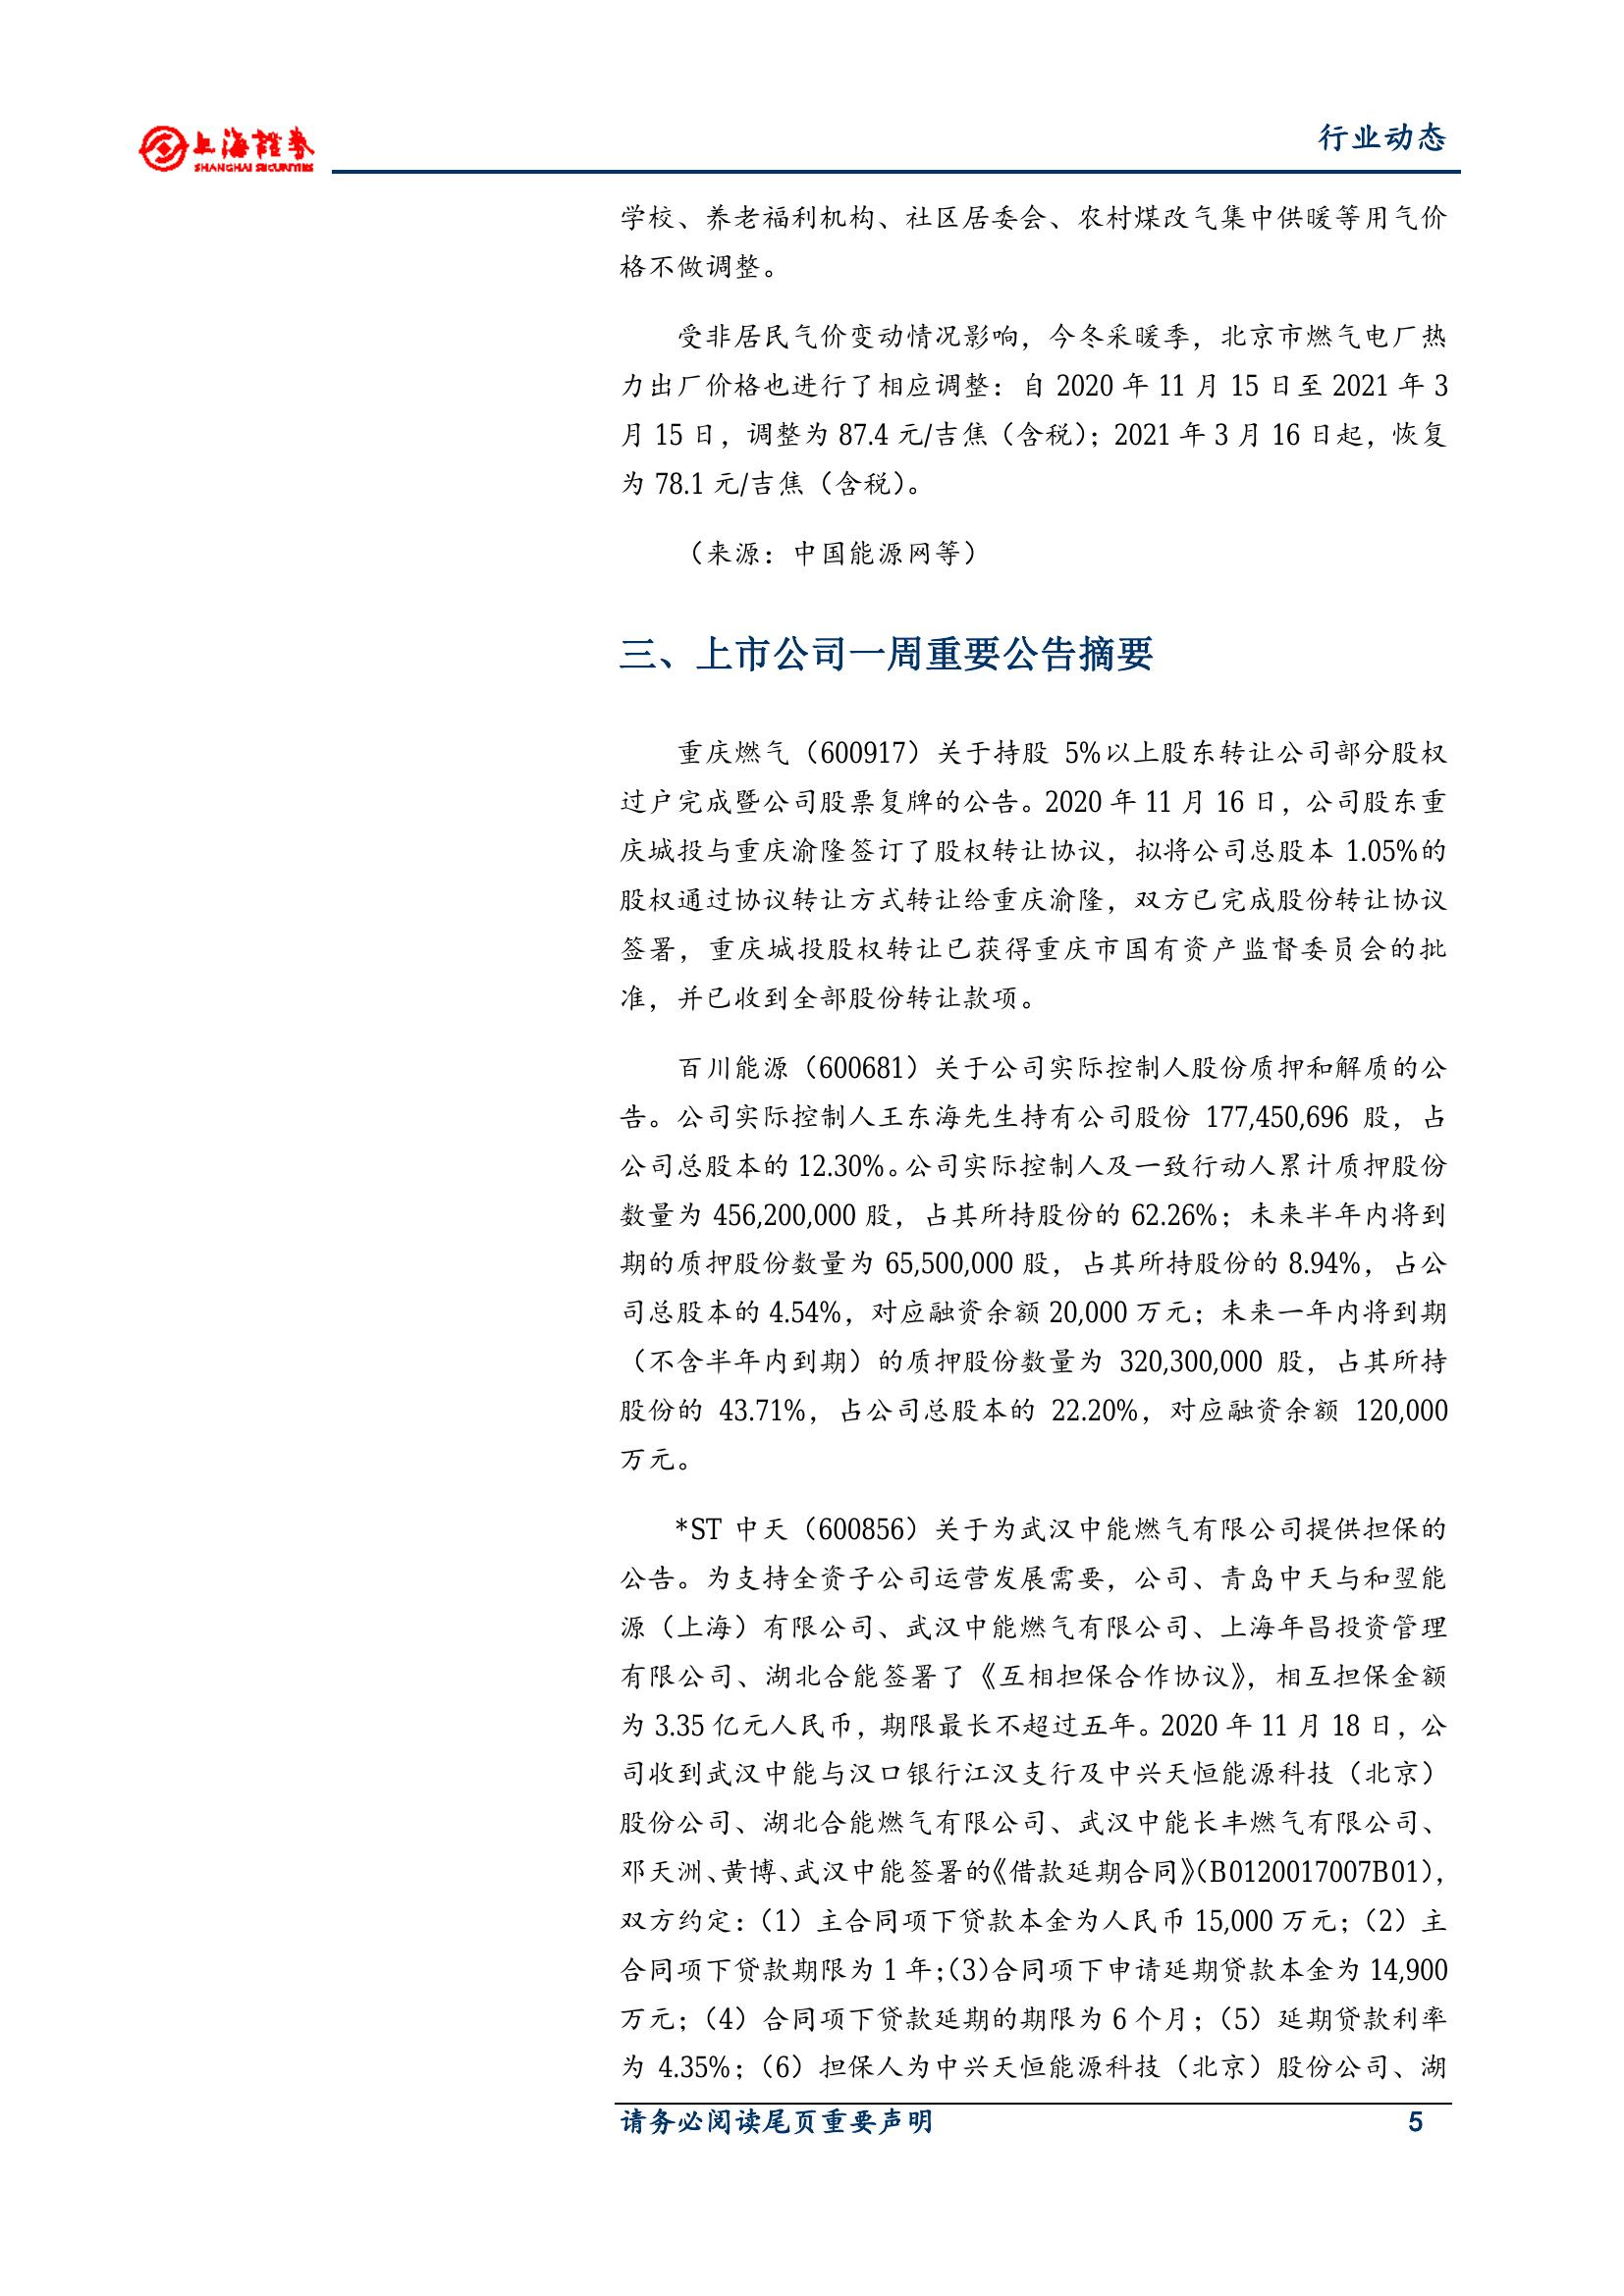 上海證券
SHANGHAI SECURITIES
行业动态
学校、养老福利机构、社区居委会、农村煤改气集中供暖等用气价
格不做调整。
受非居民气价变动情况影响，今冬采暖季，北京市燃气电厂热
力出厂价格也进行了相应调整：自 2020 年 11 月 15 日至 2021 年 3
月 15 日，调整为 87.4 元/吉焦（含税）；2021 年 3 月 16 日起，恢复
为 78.1 元/吉焦（含税）。
（来源：中国能源网等）
三、上市公司一周重要公告摘要
重庆燃气（600917）关于持股 5%以上股东转让公司部分股权
过户完成暨公司股票复牌的公告。2020 年 11 月 16 日，公司股东重
庆城投与重庆渝隆签订了股权转让协议，拟将公司总股本 1.05%的
股权通过协议转让方式转让给重庆渝隆，双方已完成股份转让协议
签署，重庆城投股权转让已获得重庆市国有资产监督委员会的批
准，并已收到全部股份转让款项。
百川能源（600681）关于公司实际控制人股份质押和解质的公
告。公司实际控制人王东海先生持有公司股份 177,450,696 股，占
公司总股本的 12.30%。公司实际控制人及一致行动人累计质押股份
数量为 456,200,000 股，占其所持股份的 62.26%；未来半年内将到
期的质押股份数量为 65,500,000 股，占其所持股份的 8.94%，占公
司总股本的 4.54%，对应融资余额 20,000 万元；未来一年内将到期
（不含半年内到期）的质押股份数量为 320,300,000 股，占其所持
股份的 43.71%，占公司总股本的 22.20%，对应融资余额 120,000
万元。
*ST 中天（600856）关于为武汉中能燃气有限公司提供担保的
公告。为支持全资子公司运营发展需要，公司、青岛中天与和翌能
源（上海）有限公司、武汉中能燃气有限公司、上海年昌投资管理
有限公司、湖北合能签署了《互相担保合作协议》，相互担保金额
为 3.35 亿元人民币，期限最长不超过五年。2020 年 11 月 18 日，公
司收到武汉中能与汉口银行江汉支行及中兴天恒能源科技（北京）
股份公司、湖北合能燃气有限公司、武汉中能长丰燃气有限公司、
邓天洲、黄博、武汉中能签署的《借款延期合同》（B0120017007B01），
双方约定：（1）主合同项下贷款本金为人民币 15,000 万元；（2）主
合同项下贷款期限为 1 年；（3）合同项下申请延期贷款本金为 14,900
万元；（4）合同项下贷款延期的期限为 6 个月；（5）延期贷款利率
为 4.35%；（6）担保人为中兴天恒能源科技（北京）股份公司、湖
请务必阅读尾页重要声明
5